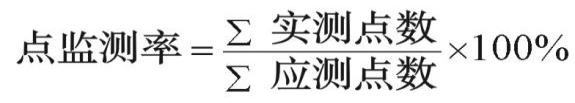 点监测率 = ∑ 实测点数 / ∑ 应测点数 ×100%